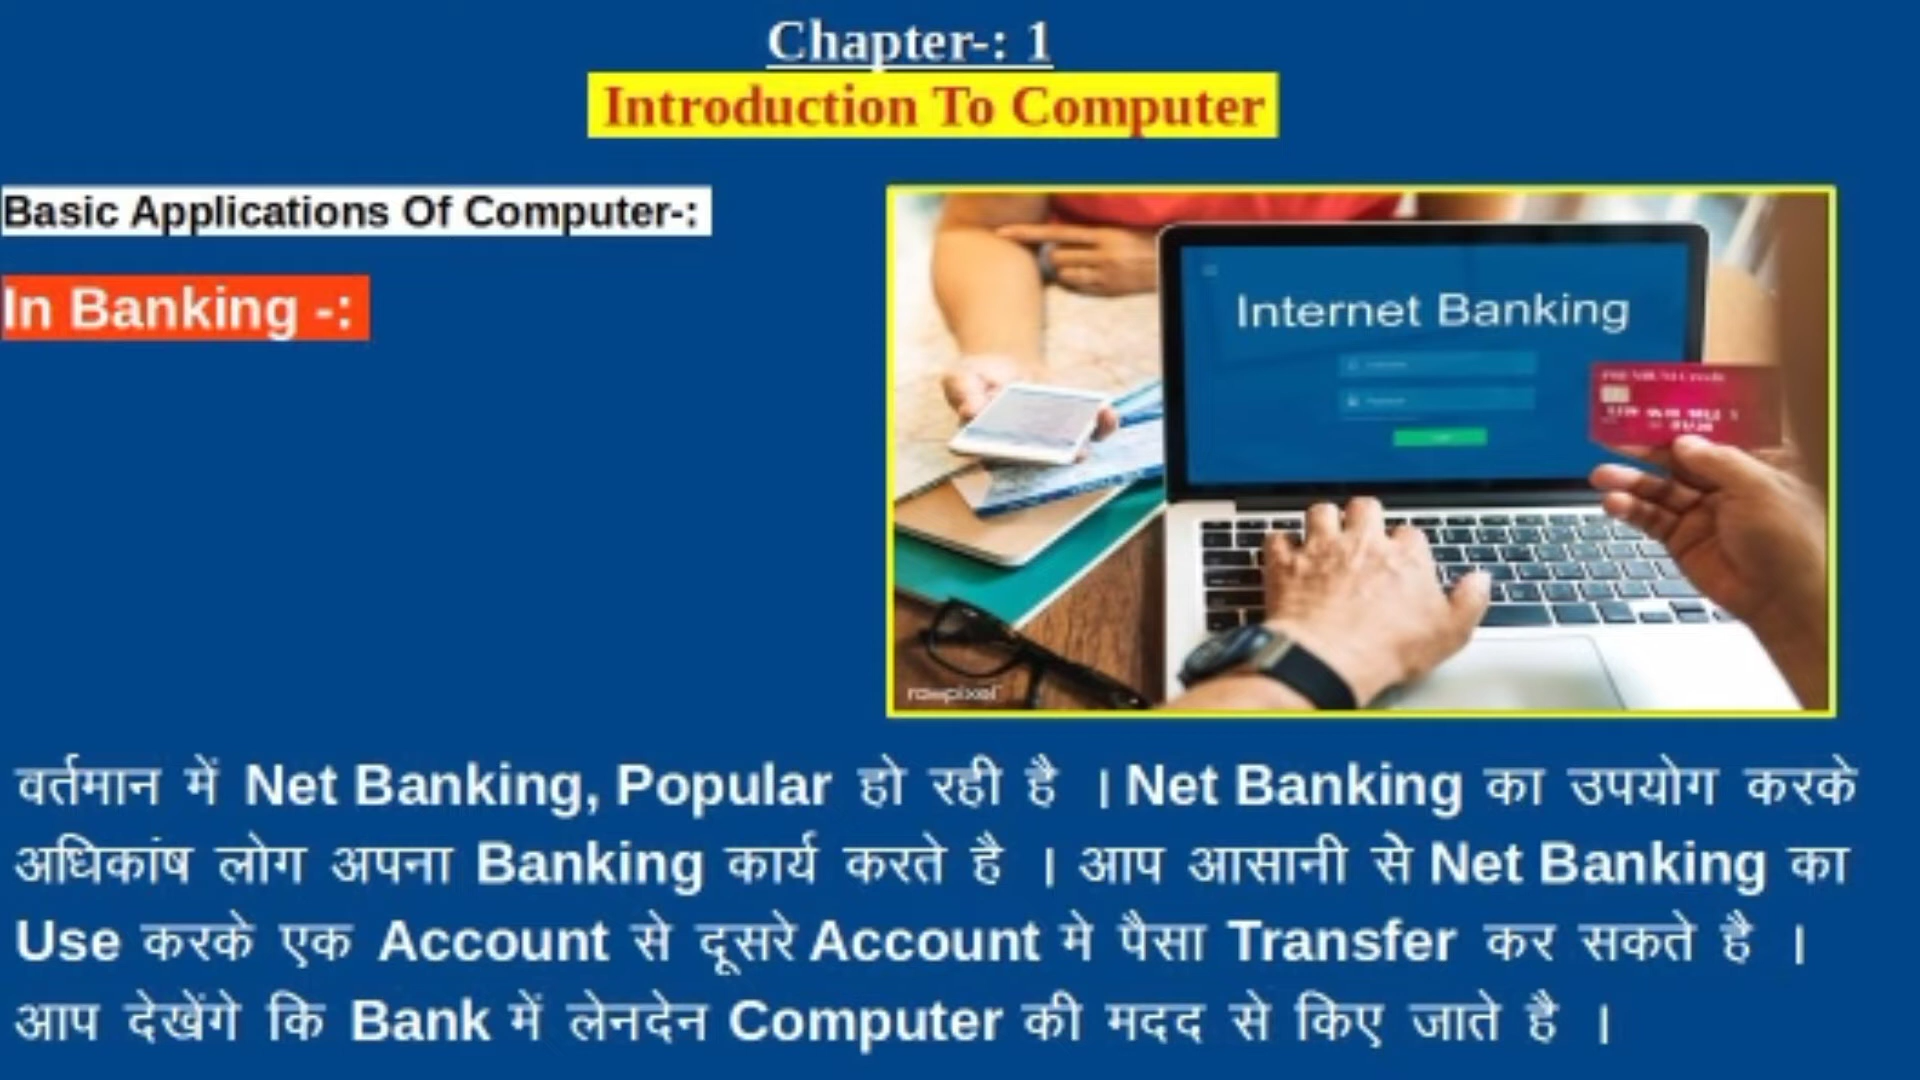 Chapter-: 1
Introduction To Computer
Basic Applications Of Computer-:
In Banking -:
Internet Banking
rawpixel
वर्तमान में Net Banking, Popular हो रही है । Net Banking का उपयोग करके
अधिकांष लोग अपना Banking कार्य करते है । आप आसानी से Net Banking का
Use करके एक Account से दूसरे Account मे पैसा Transfer कर सकते है ।
आप देखेंगे कि Bank में लेनदेन Computer की मदद से किए जाते है ।